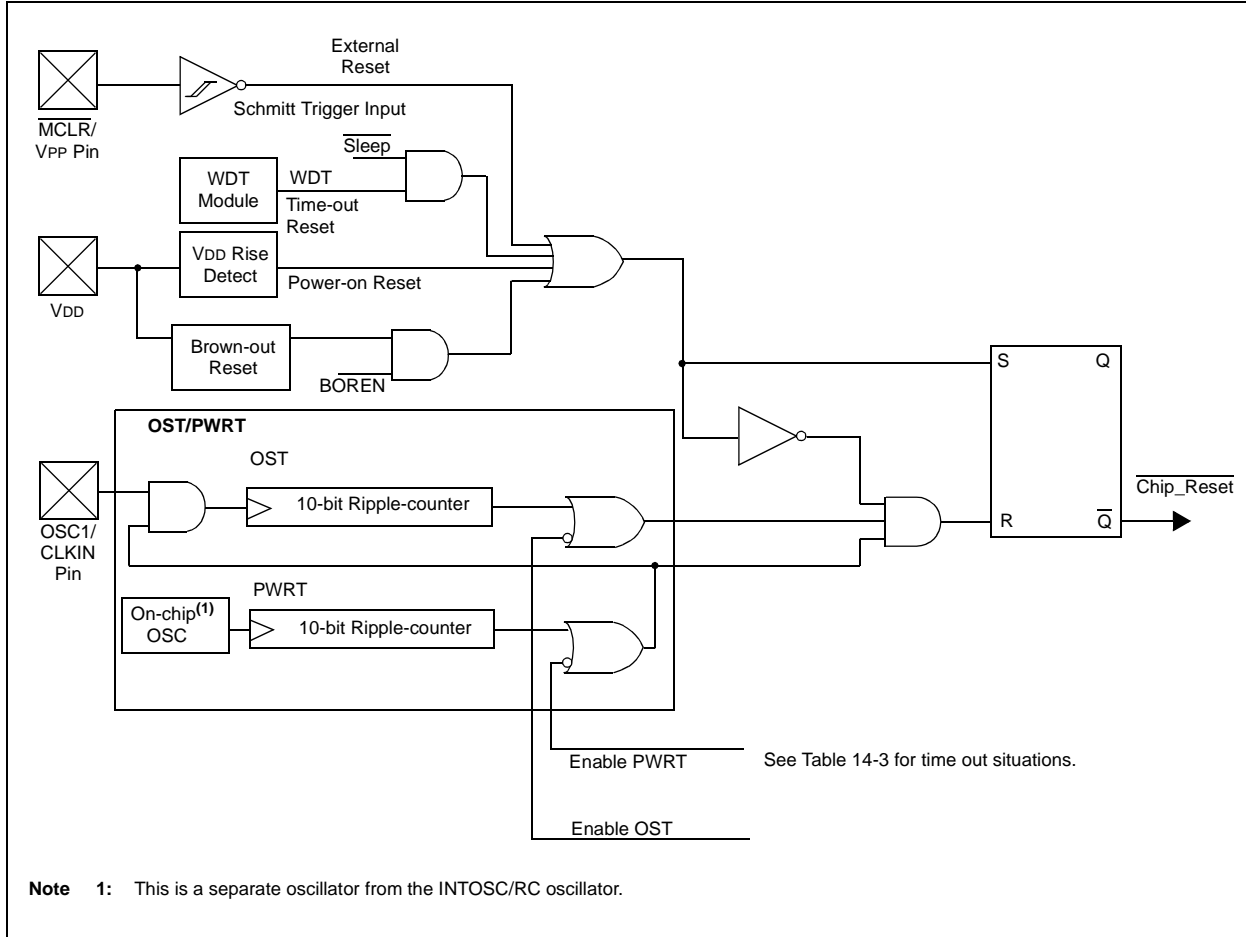 External
Reset
Schmitt Trigger Input
MCLR/
VPP Pin
Sleep
WDT
Module
WDT
Time-out
Reset
VDD Rise
Detect
Power-on Reset
VDD
Brown-out
Reset
BOREN
S
Q
OST/PWRT
OST
10-bit Ripple-counter
OSC1/
CLKIN
Pin
Chip_Reset
R
Q
PWRT
On-chip(1)
OSC
10-bit Ripple-counter
Enable PWRT
See Table 14-3 for time out situations.
Enable OST
Note 1: This is a separate oscillator from the INTOSC/RC oscillator.